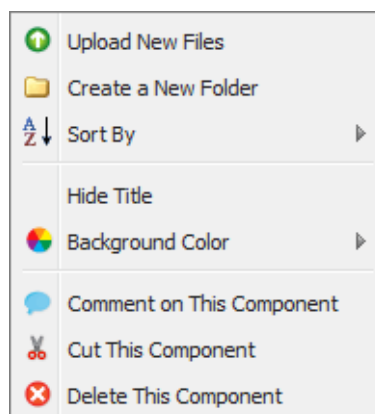 Upload New Files
Create a New Folder
A
Z
Sort By
Hide Title
Background Color
Comment on This Component
Cut This Component
Delete This Component